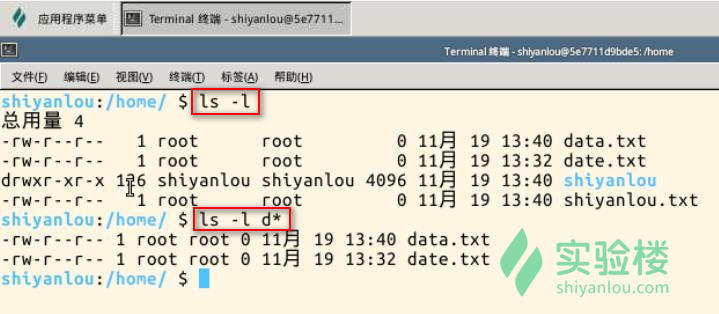 应用程序菜单 Terminal 终端 - shiyanlou@5e7711...
Terminal 终端 - shiyanlou@5e7711d9bde5: /home
文件(F) 编辑(E) 视图(V) 终端(T) 标签(A) 帮助(H)
shiyanlou:/home/ $ ls -l
总用量 4
-rw-r--r-- 1 root root 0 11月 19 13:40 data.txt
-rw-r--r-- 1 root root 0 11月 19 13:32 date.txt
drwxr-xr-x 126 shiyanlou shiyanlou 4096 11月 19 13:40 shiyanlou
-rw-r--r-- 1 root root 0 11月 19 13:40 shiyanlou.txt
shiyanlou:/home/ $ ls -l d*
-rw-r--r-- 1 root root 0 11月 19 13:40 data.txt
-rw-r--r-- 1 root root 0 11月 19 13:32 date.txt
shiyanlou:/home/ $
实验楼
shiyanlou.com